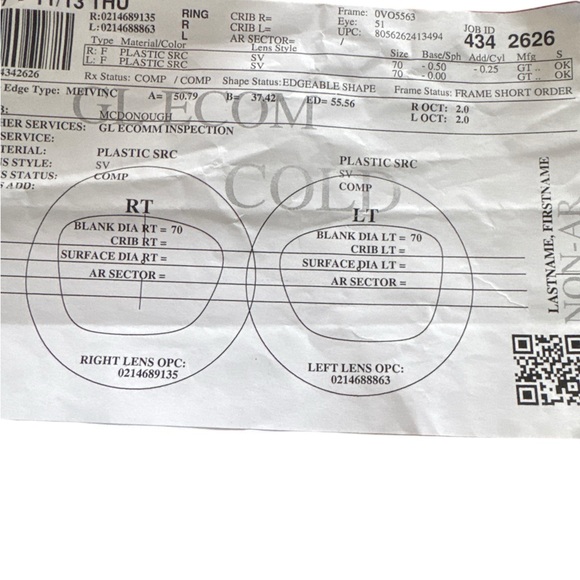 11/13 THU
R:0214689135 RING CRIB R= Frame: 0VO5563
L:0214688863 R CRIB L= Eye: 51
L AR SECTOR= UPC: 8056262413494 JOB ID
Type Material/Color Lens Style / 434 2626
R: F PLASTIC SRC SV Size Base/Sph Add/Cyl Mfg S
L: F PLASTIC SRC SV 70 - 0.50 - 0.25 GT .. OK
70 - 0.00 GT .. OK
4342626 Rx Status: COMP / COMP Shape Status:EDGEABLE SHAPE Frame Status: FRAME SHORT ORDER
Edge Type: MEIVINC A= 50.79 B= 37.42 ED= 55.56 R OCT: 2.0
MCDONOUGH L OCT: 2.0
GL ECOM
HER SERVICES: GL ECOMM INSPECTION
SERVICE:
TERIAL: PLASTIC SRC PLASTIC SRC
S STYLE: SV SV
S STATUS: COMP COMP
ADD:
COLD
RT LT
BLANK DIA RT = 70 BLANK DIA LT = 70
CRIB RT = CRIB LT =
SURFACE DIA RT = SURFACE DIA LT =
AR SECTOR = AR SECTOR =
RIGHT LENS OPC: LEFT LENS OPC:
0214689135 0214688863
LASTNAME, FIRSTNAME
NON-AR